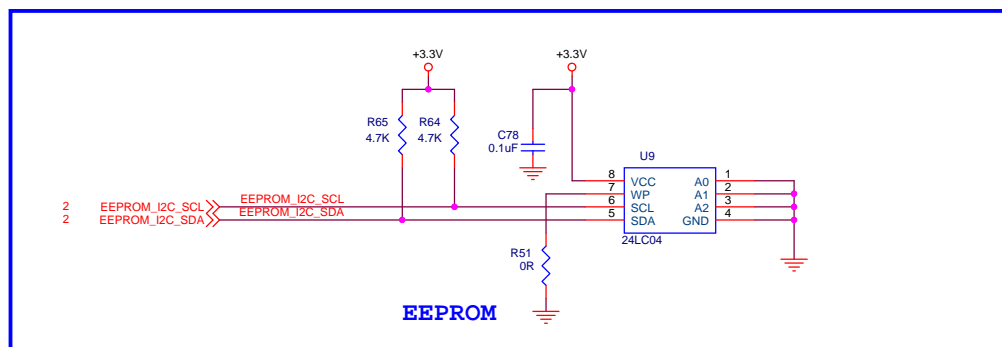 +3.3V +3.3V
R65 R64
4.7K 4.7K
C78
0.1uF
U9
8 VCC A0 1
7 WP A1 2
6 SCL A2 3
5 SDA GND 4
24LC04
2 EEPROM_I2C_SCL EEPROM_I2C_SCL
2 EEPROM_I2C_SDA EEPROM_I2C_SDA
R51
0R
EEPROM